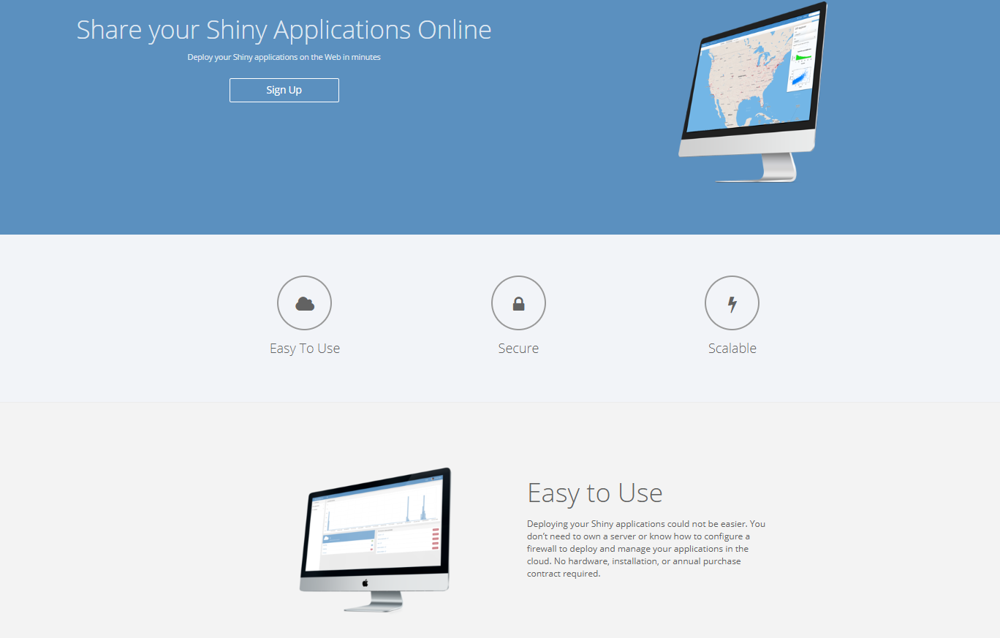 Share your Shiny Applications Online
Deploy your Shiny applications on the Web in minutes
Sign Up
Easy To Use
Secure
Scalable
Easy to Use
Deploying your Shiny applications could not be easier. You
don’t need to own a server or know how to configure a
firewall to deploy and manage your applications in the
cloud. No hardware, installation, or annual purchase
contract required.